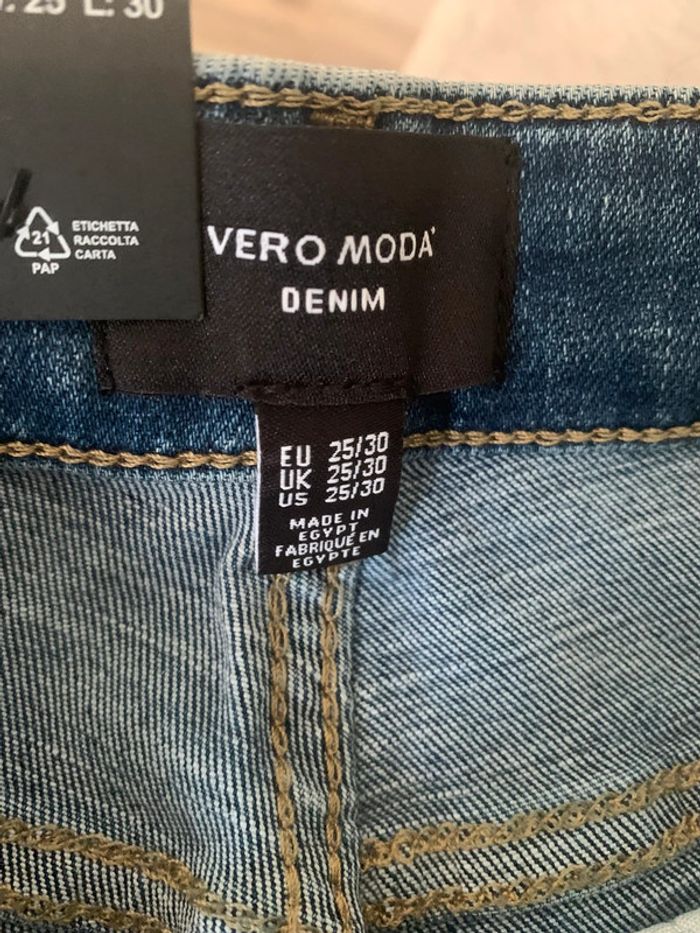 : 25 L: 30
21
PAP
ETICHETTA
RACCOLTA
CARTA
VERO MODA
DENIM
EU 25/30
UK 25/30
US 25/30
MADE IN
EGYPT
FABRIQUE EN
EGYPTE